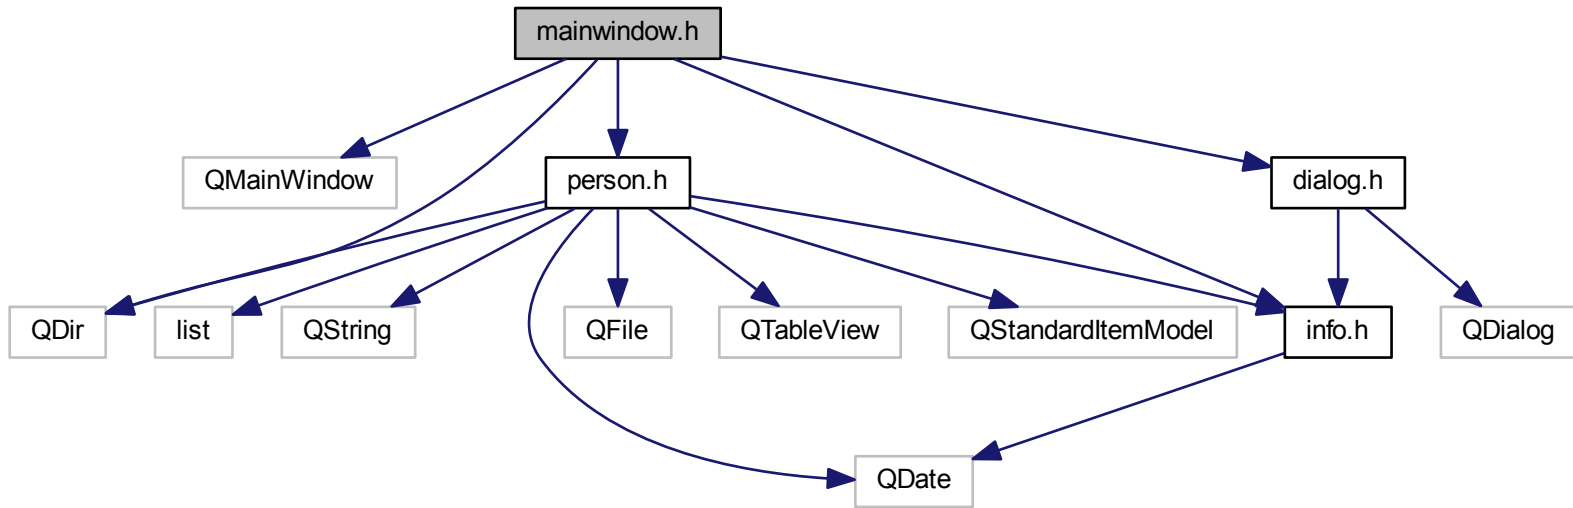 mainwindow.h
QMainWindow
person.h
dialog.h
QDir
list
QString
QFile
QTableView
QStandardItemModel
info.h
QDialog
QDate